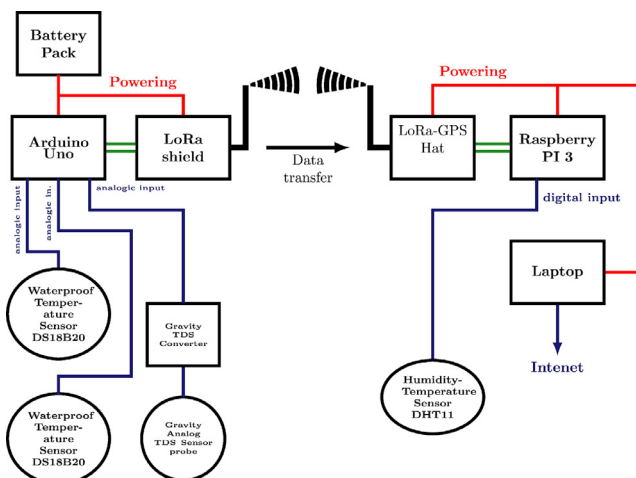 Battery
Pack
Powering
Arduino
Uno
LoRa
shield
Data
transfer
Powering
LoRa-GPS
Hat
Raspberry
PI 3
analogic input
analogic in.
analogic input
digital input
Waterproof
Temper-
ature
Sensor
DS18B20
Gravity
TDS
Converter
Laptop
Intenet
Waterproof
Temper-
ature
Sensor
DS18B20
Gravity
Analog
TDS Sensor
probe
Humidity-
Temperature
Sensor
DHT11